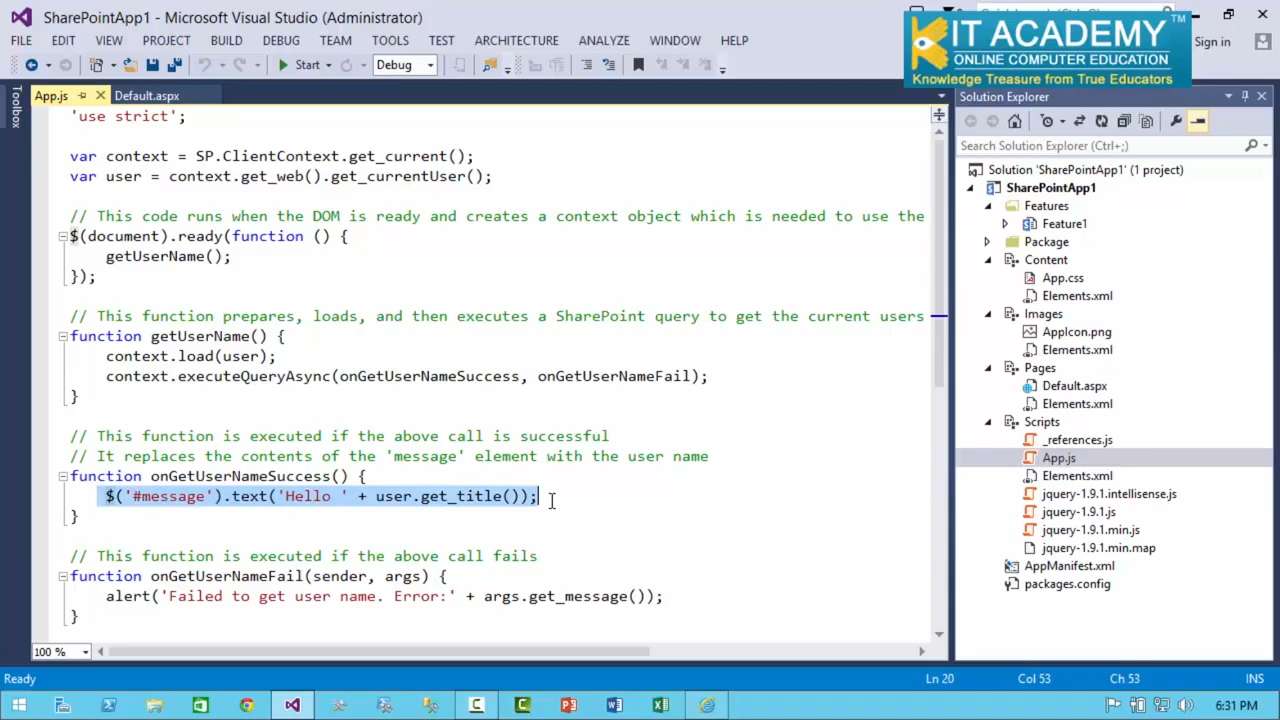 SharePointApp1 - Microsoft Visual Studio (Administrator)
FILE EDIT VIEW PROJECT BUILD DEBUG TEAM TOOLS TEST ARCHITECTURE ANALYZE WINDOW HELP
Sign in
KIT ACADEMY TM
ONLINE COMPUTER EDUCATION
Knowledge Treasure from True Educators
Start Debug
Toolbox
App.js Default.aspx
'use strict';
var context = SP.ClientContext.get_current();
var user = context.get_web().get_currentUser();
// This code runs when the DOM is ready and creates a context object which is needed to use the
$(document).ready(function () {
getUserName();
});
// This function prepares, loads, and then executes a SharePoint query to get the current users
function getUserName() {
context.load(user);
context.executeQueryAsync(onGetUserNameSuccess, onGetUserNameFail);
}
// This function is executed if the above call is successful
// It replaces the contents of the 'message' element with the user name
function onGetUserNameSuccess() {
$('#message').text('Hello ' + user.get_title());
}
// This function is executed if the above call fails
function onGetUserNameFail(sender, args) {
alert('Failed to get user name. Error:' + args.get_message());
}
100 %
Solution Explorer
Search Solution Explorer (Ctrl+;)
Solution 'SharePointApp1' (1 project)
SharePointApp1
Features
Feature1
Package
Content
App.css
Elements.xml
Images
AppIcon.png
Elements.xml
Pages
Default.aspx
Elements.xml
Scripts
_references.js
App.js
Elements.xml
jquery-1.9.1.intellisense.js
jquery-1.9.1.js
jquery-1.9.1.min.js
jquery-1.9.1.min.map
AppManifest.xml
packages.config
Ready Ln 20 Col 53 Ch 53 INS
6:31 PM